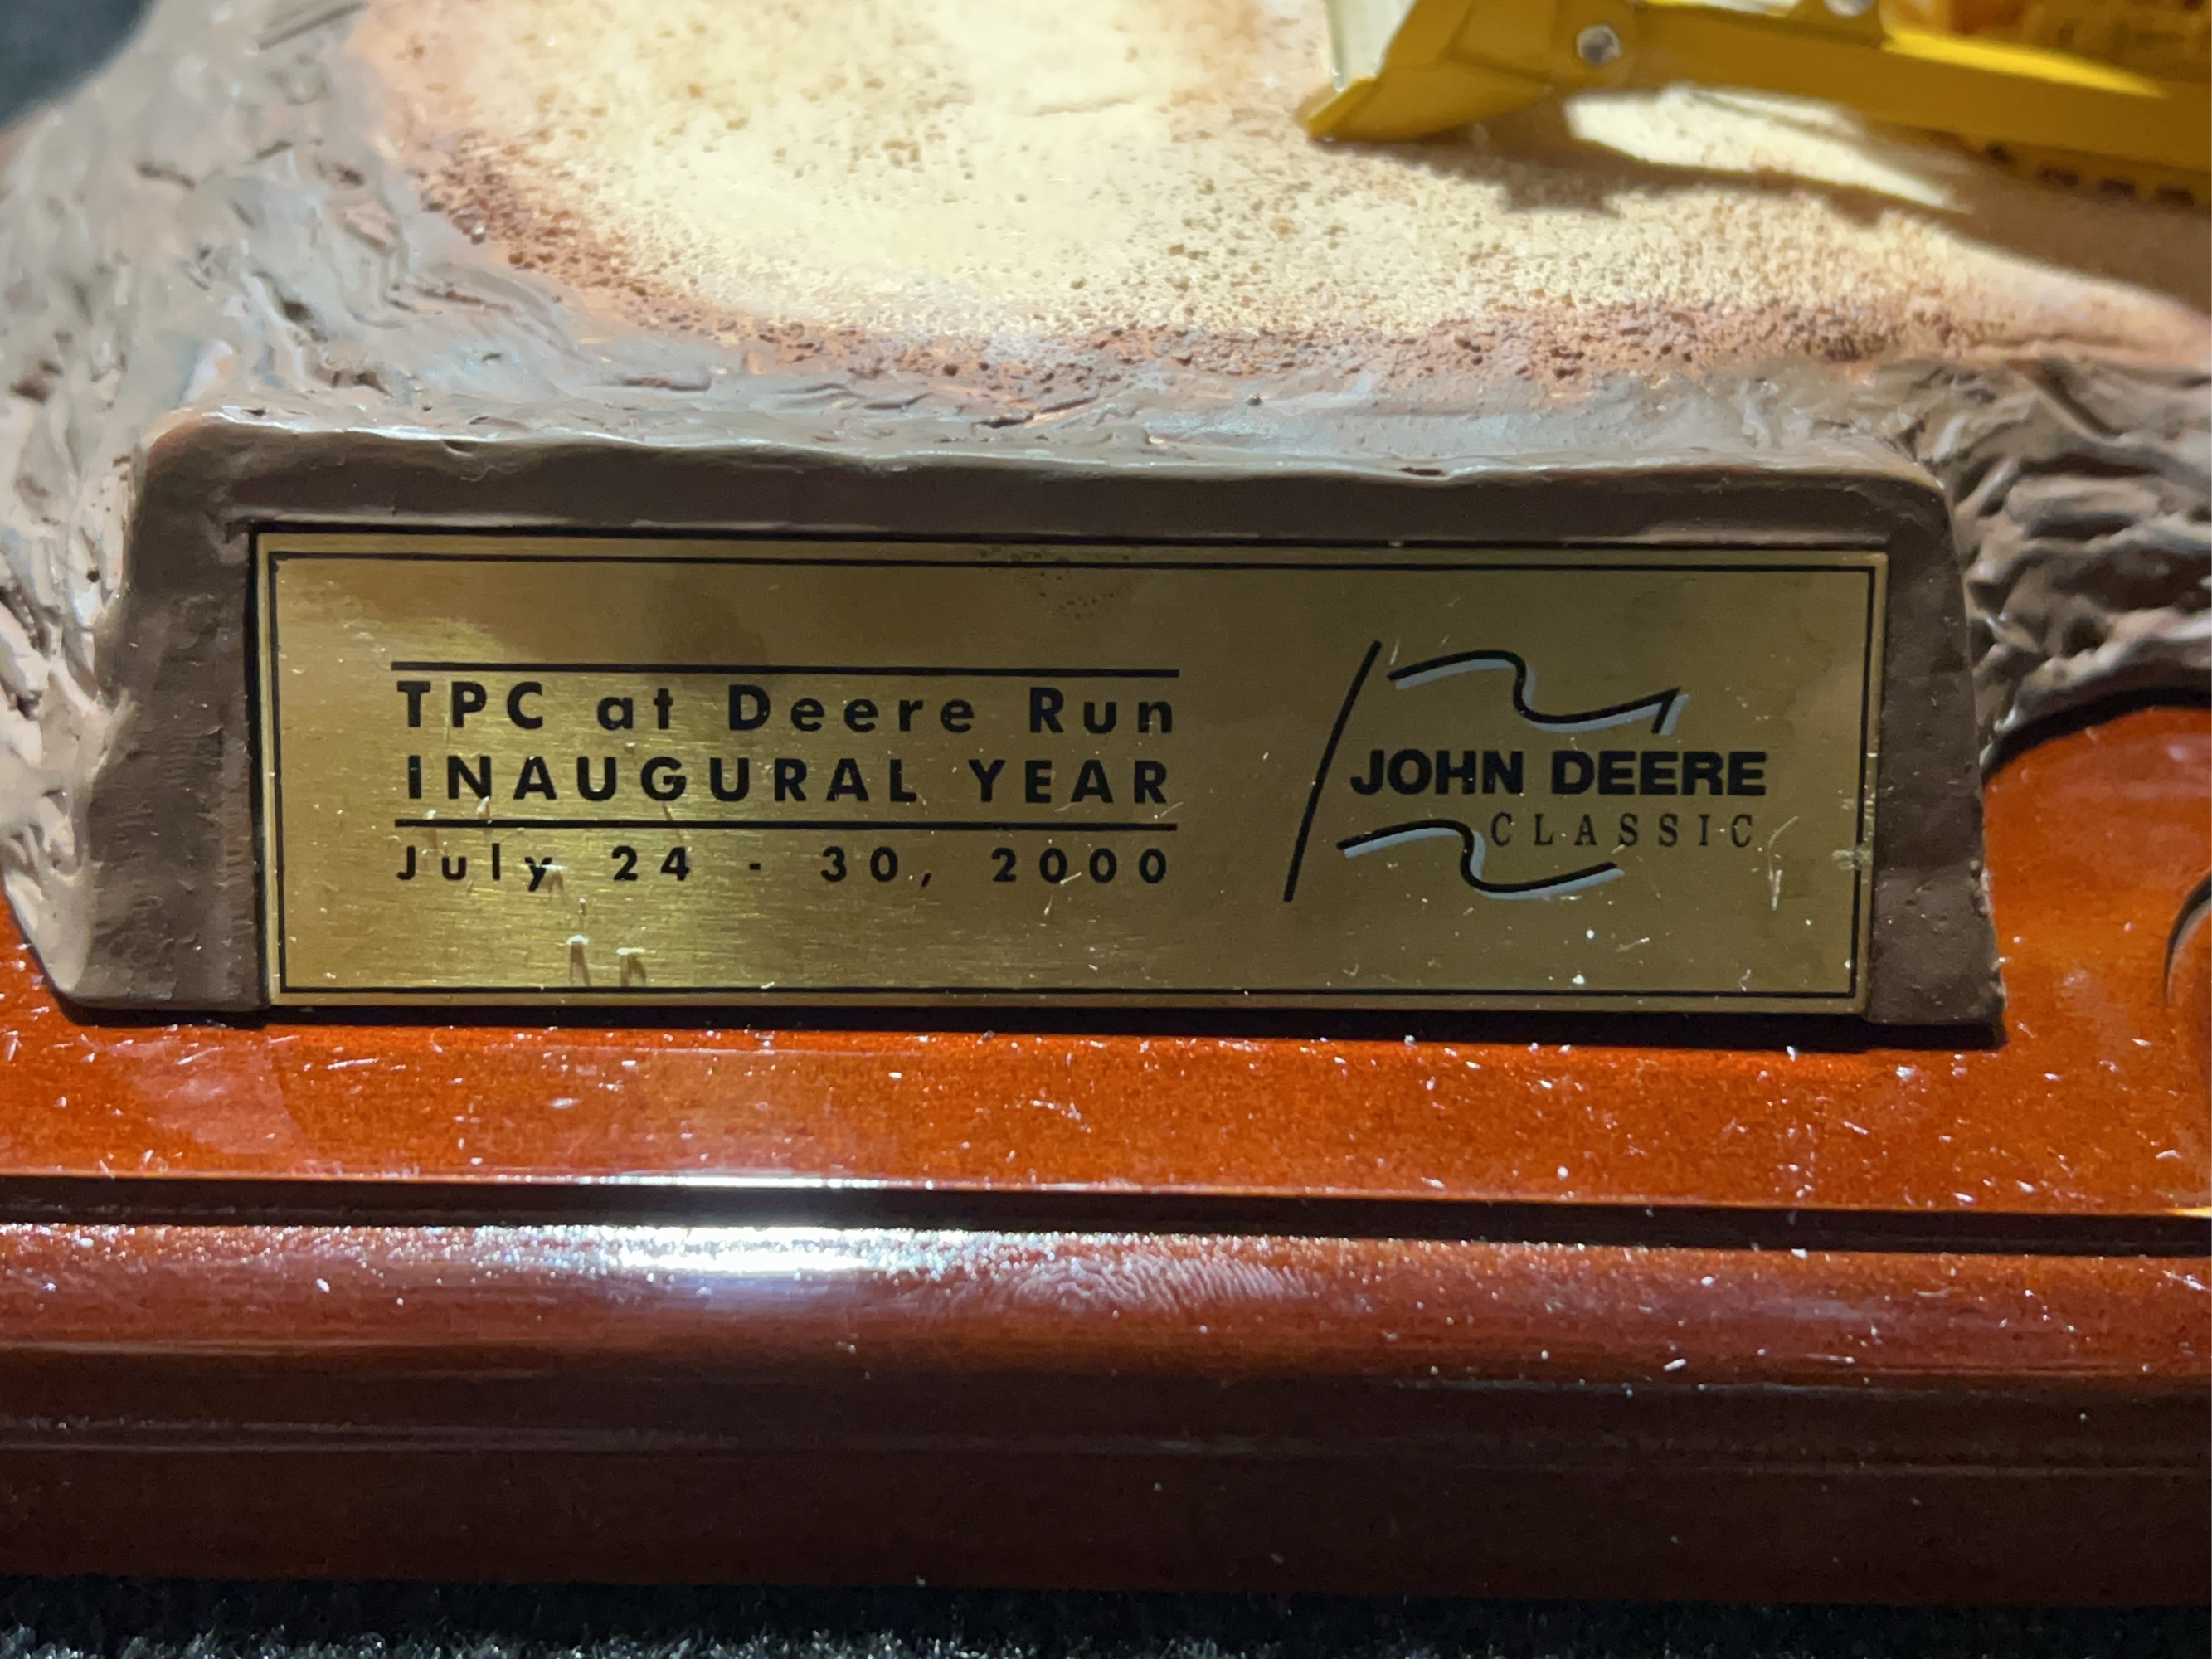 TPC at Deere Run
INAUGURAL YEAR
July 24 - 30, 2000
JOHN DEERE
CLASSIC